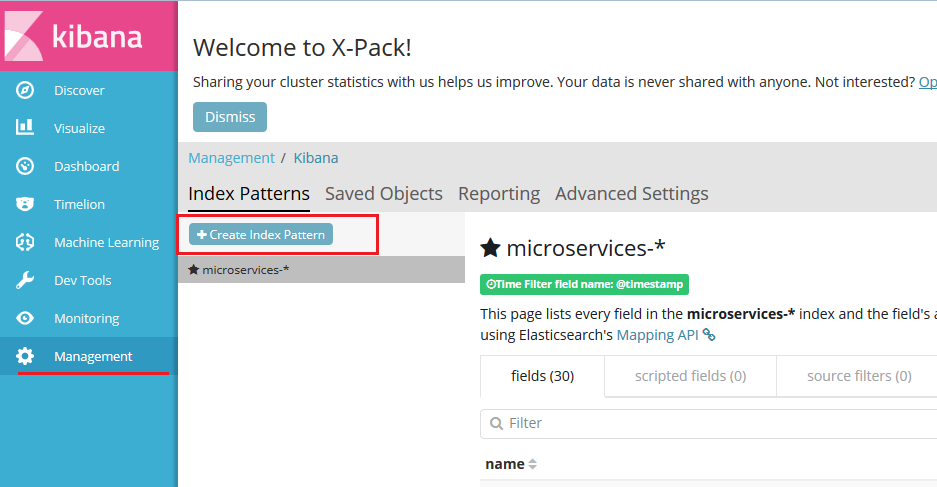 kibana
Discover
Visualize
Dashboard
Timelion
Machine Learning
Dev Tools
Monitoring
Management
Welcome to X-Pack!
Sharing your cluster statistics with us helps us improve. Your data is never shared with anyone. Not interested? Op
Dismiss
Management / Kibana
Index Patterns Saved Objects Reporting Advanced Settings
+ Create Index Pattern
★ microservices-*
★ microservices-*
Time Filter field name: @timestamp
This page lists every field in the microservices-* index and the field's a
using Elasticsearch's Mapping API
fields (30) scripted fields (0) source filters (0)
Filter
name